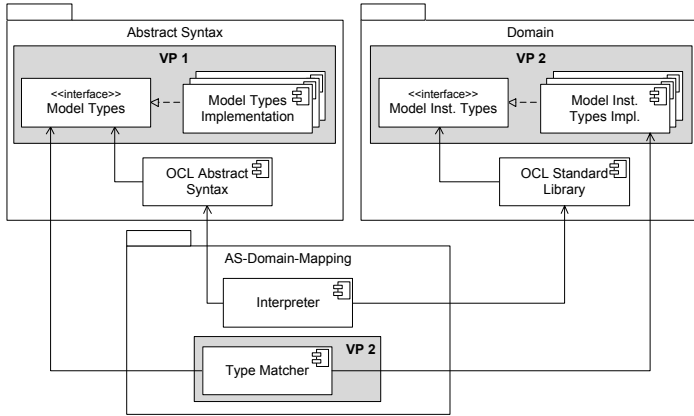 Abstract Syntax
VP 1
<<interface>>
Model Types
Model Types
Implementation
OCL Abstract
Syntax
Domain
VP 2
<<interface>>
Model Inst. Types
Model Inst.
Types Impl.
OCL Standard
Library
AS-Domain-Mapping
Interpreter
VP 2
Type Matcher